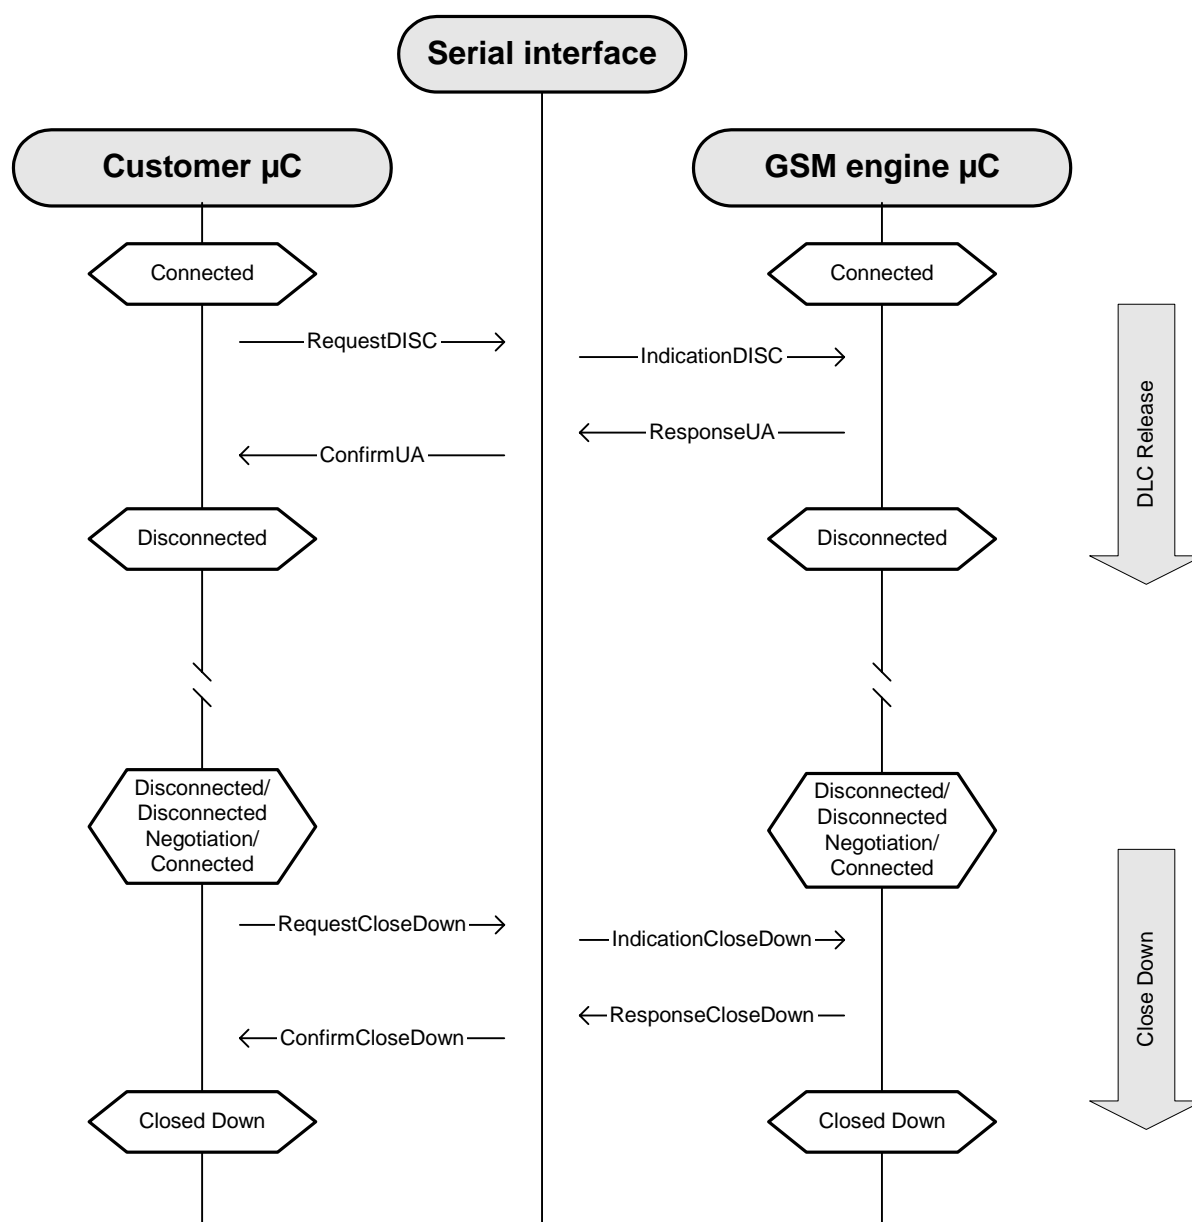 Serial interface
Customer µC
GSM engine µC
Connected
Connected
RequestDISC
IndicationDISC
ResponseUA
ConfirmUA
DLC Release
Disconnected
Disconnected
Disconnected/
Disconnected
Negotiation/
Connected
Disconnected/
Disconnected
Negotiation/
Connected
RequestCloseDown
IndicationCloseDown
ResponseCloseDown
ConfirmCloseDown
Close Down
Closed Down
Closed Down